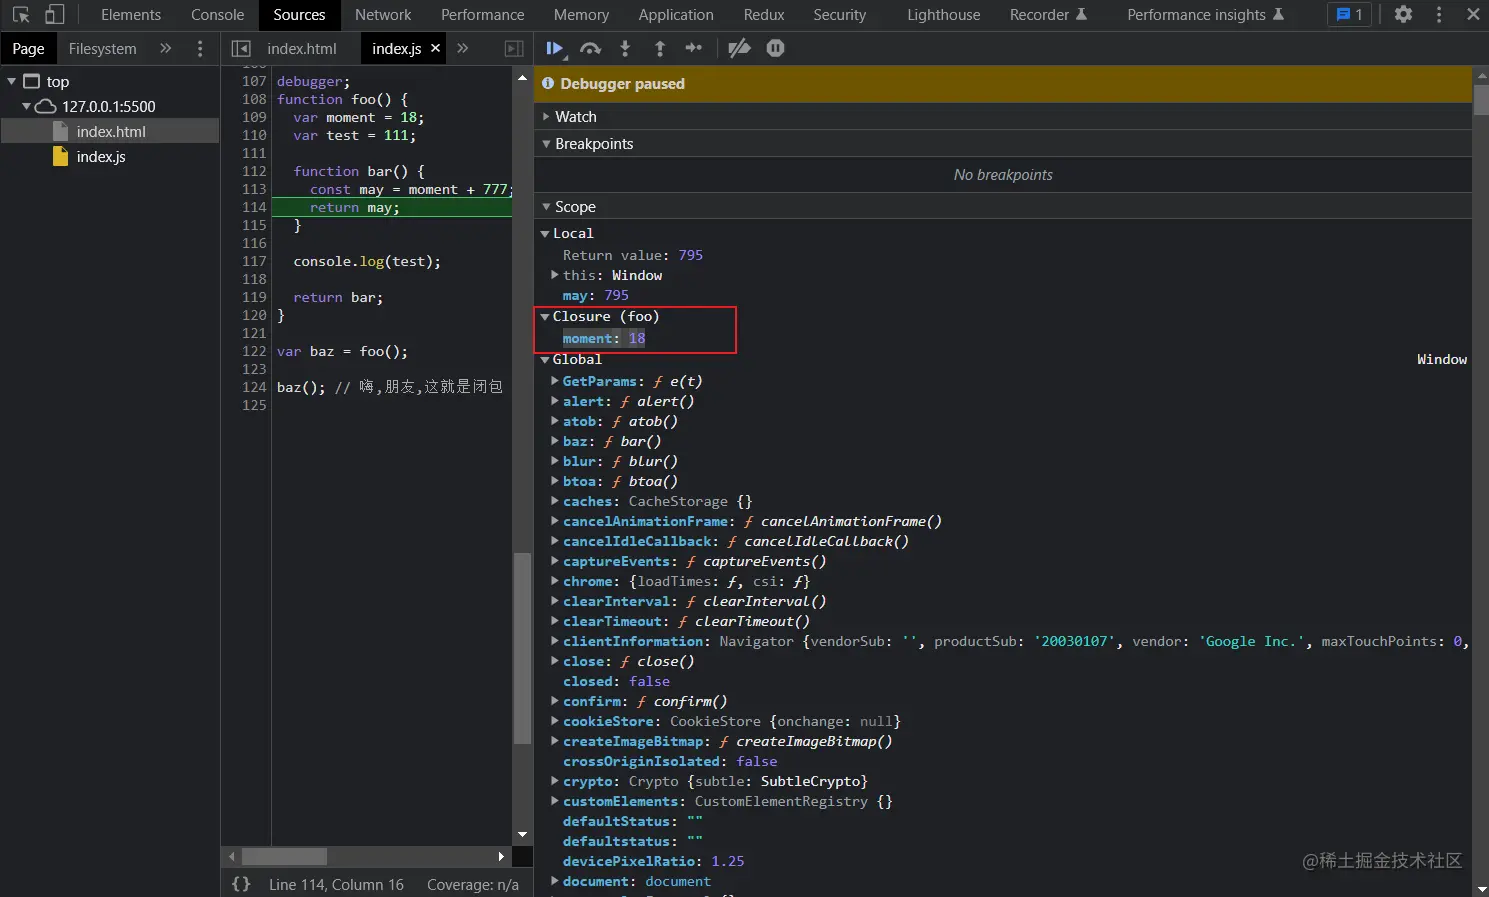 Elements Console Sources Network Performance Memory Application Redux Security Lighthouse Recorder Performance insights 1
Page Filesystem » index.html index.js × »
top
127.0.0.1:5500
index.html
index.js
107 debugger;
108 function foo() {
109 var moment = 18;
110 var test = 111;
111
112 function bar() {
113 const may = moment + 777;
114 return may;
115 }
116
117 console.log(test);
118
119 return bar;
120 }
121
122 var baz = foo();
123
124 baz(); // 嗨,朋友,这就是闭包
125
{} Line 114, Column 16 Coverage: n/a
Debugger paused
Watch
Breakpoints
No breakpoints
Scope
Local
Return value: 795
this: Window
may: 795
Closure (foo)
moment: 18
Global Window
GetParams: ƒ e(t)
alert: ƒ alert()
atob: ƒ atob()
baz: ƒ bar()
blur: ƒ blur()
btoa: ƒ btoa()
caches: CacheStorage {}
cancelAnimationFrame: ƒ cancelAnimationFrame()
cancelIdleCallback: ƒ cancelIdleCallback()
captureEvents: ƒ captureEvents()
chrome: {loadTimes: ƒ, csi: ƒ}
clearInterval: ƒ clearInterval()
clearTimeout: ƒ clearTimeout()
clientInformation: Navigator {vendorSub: '', productSub: '20030107', vendor: 'Google Inc.', maxTouchPoints: 0,
close: ƒ close()
closed: false
confirm: ƒ confirm()
cookieStore: CookieStore {onchange: null}
createImageBitmap: ƒ createImageBitmap()
crossOriginIsolated: false
crypto: Crypto {subtle: SubtleCrypto}
customElements: CustomElementRegistry {}
defaultStatus: ""
defaultstatus: ""
devicePixelRatio: 1.25
document: document
@稀土掘金技术社区